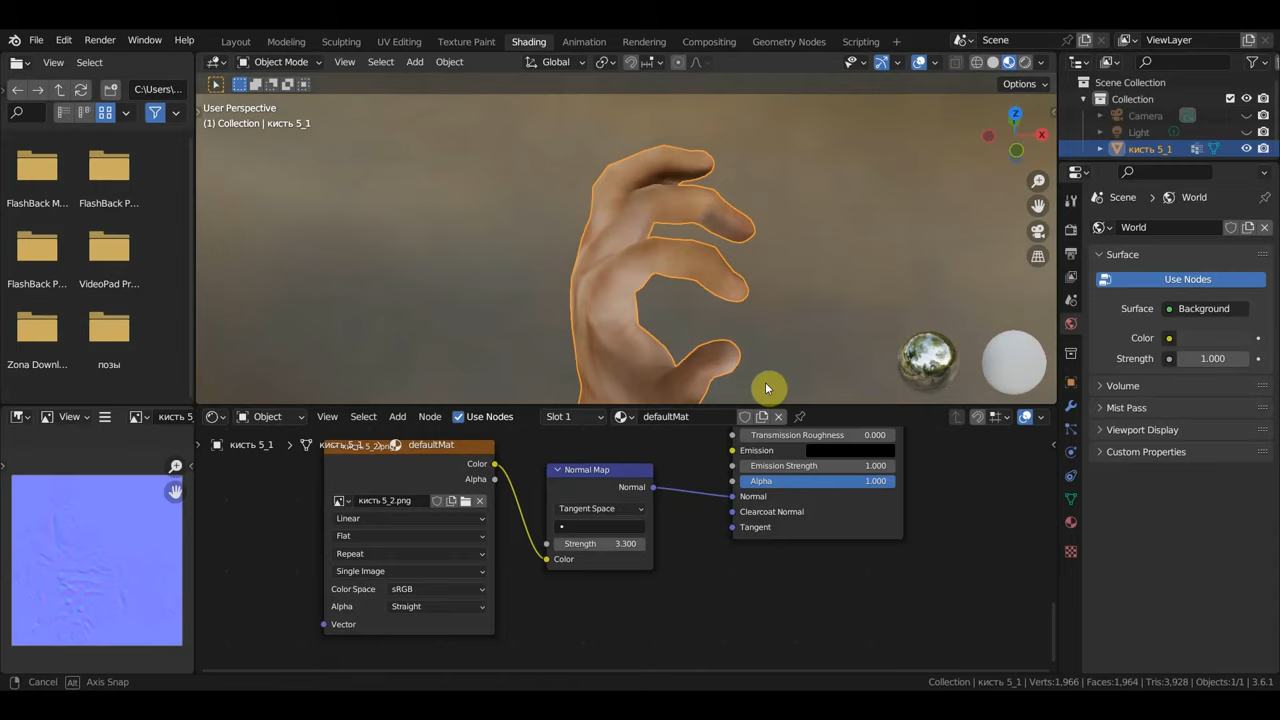 File Edit Render Window Help
Layout Modeling Sculpting UV Editing Texture Paint Shading Animation Rendering Compositing Geometry Nodes Scripting +
Scene
ViewLayer
View Select
Object Mode View Select Add Object
Global
C:\Users\...
Options
User Perspective
(1) Collection | кисть 5_1
Z
X
FlashBack M...
FlashBack P...
FlashBack P...
VideoPad Pr...
Zona Downl...
позы
Scene Collection
Collection
Camera
Light
кисть 5_1
Scene
World
World
Surface
Use Nodes
Surface
Background
Color
Strength
1.000
Volume
Mist Pass
Viewport Display
Custom Properties
View
кисть 5
Object View Select Add Node Use Nodes Slot 1 defaultMat
кисть 5_1
кисть 5_1
defaultMat
Color
Alpha
кисть 5_2.png
Linear
Flat
Repeat
Single Image
Color Space
sRGB
Alpha
Straight
Vector
Normal Map
Normal
Tangent Space
Strength 3.300
Color
Transmission Roughness 0.000
Emission
Emission Strength 1.000
Alpha 1.000
Normal
Clearcoat Normal
Tangent
Cancel Alt Axis Snap
Collection | кисть 5_1 | Verts:1,966 | Faces:1,964 | Tris:3,928 | Objects:1/1 | 3.6.1